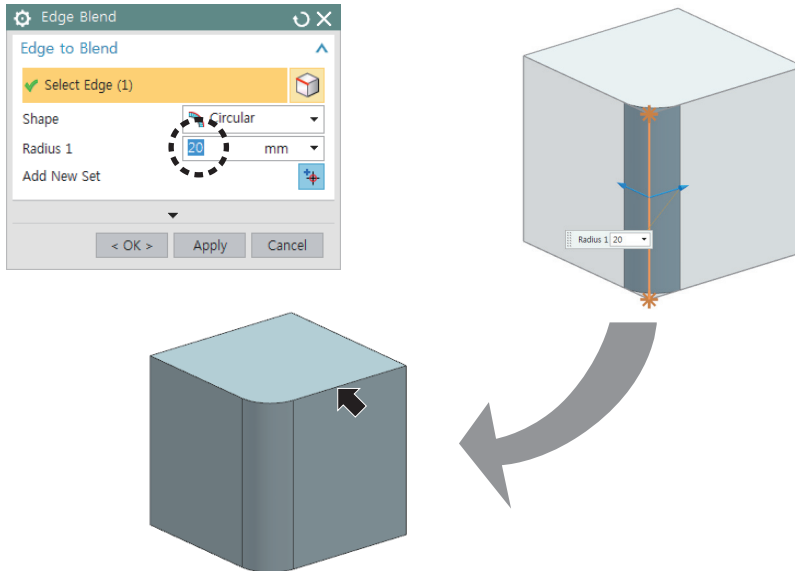 Edge Blend
Edge to Blend
Select Edge (1)
Shape Circular
Radius 1 20 mm
Add New Set
< OK > Apply Cancel
Radius 1 20